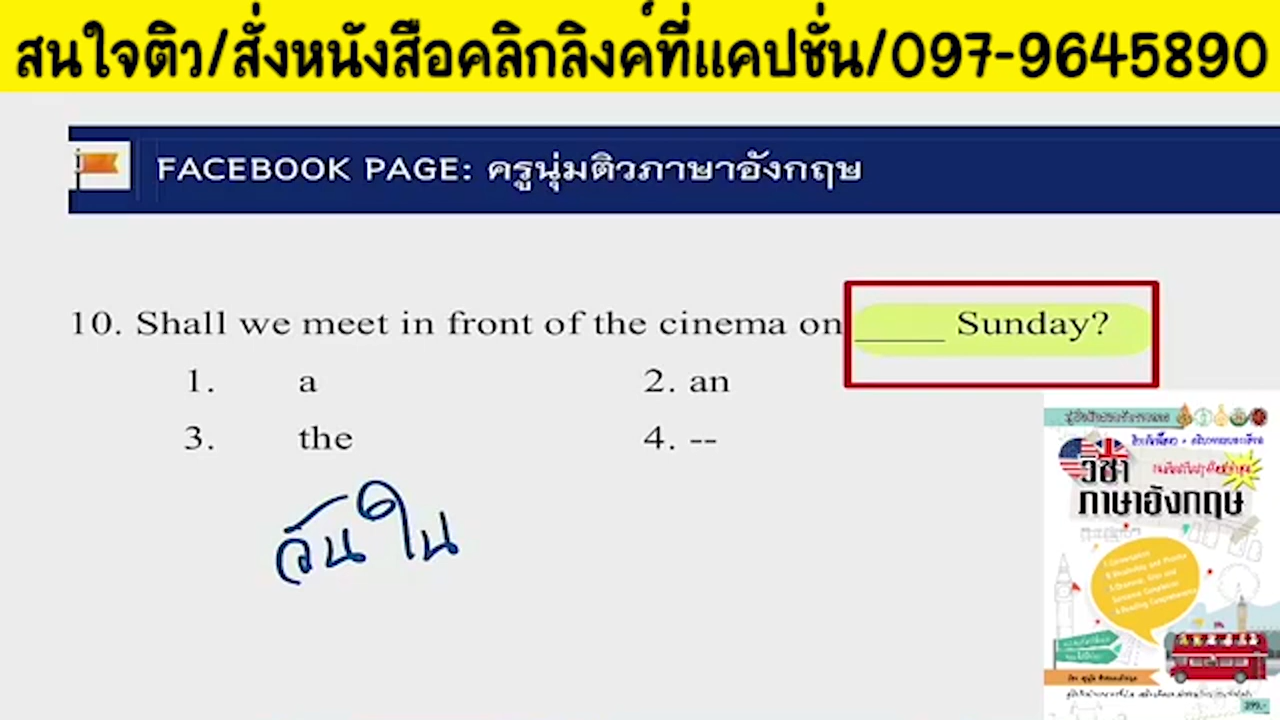 สนใจติว/สั่งหนังสือคลิกลิงค์ที่แคปชั่น/097-9645890
FACEBOOK PAGE: ครูนุ่มติวภาษาอังกฤษ
10. Shall we meet in front of the cinema on _____ Sunday?
1. a 2. an
3. the 4. --
วันใน
วิชา
ภาษาอังกฤษ